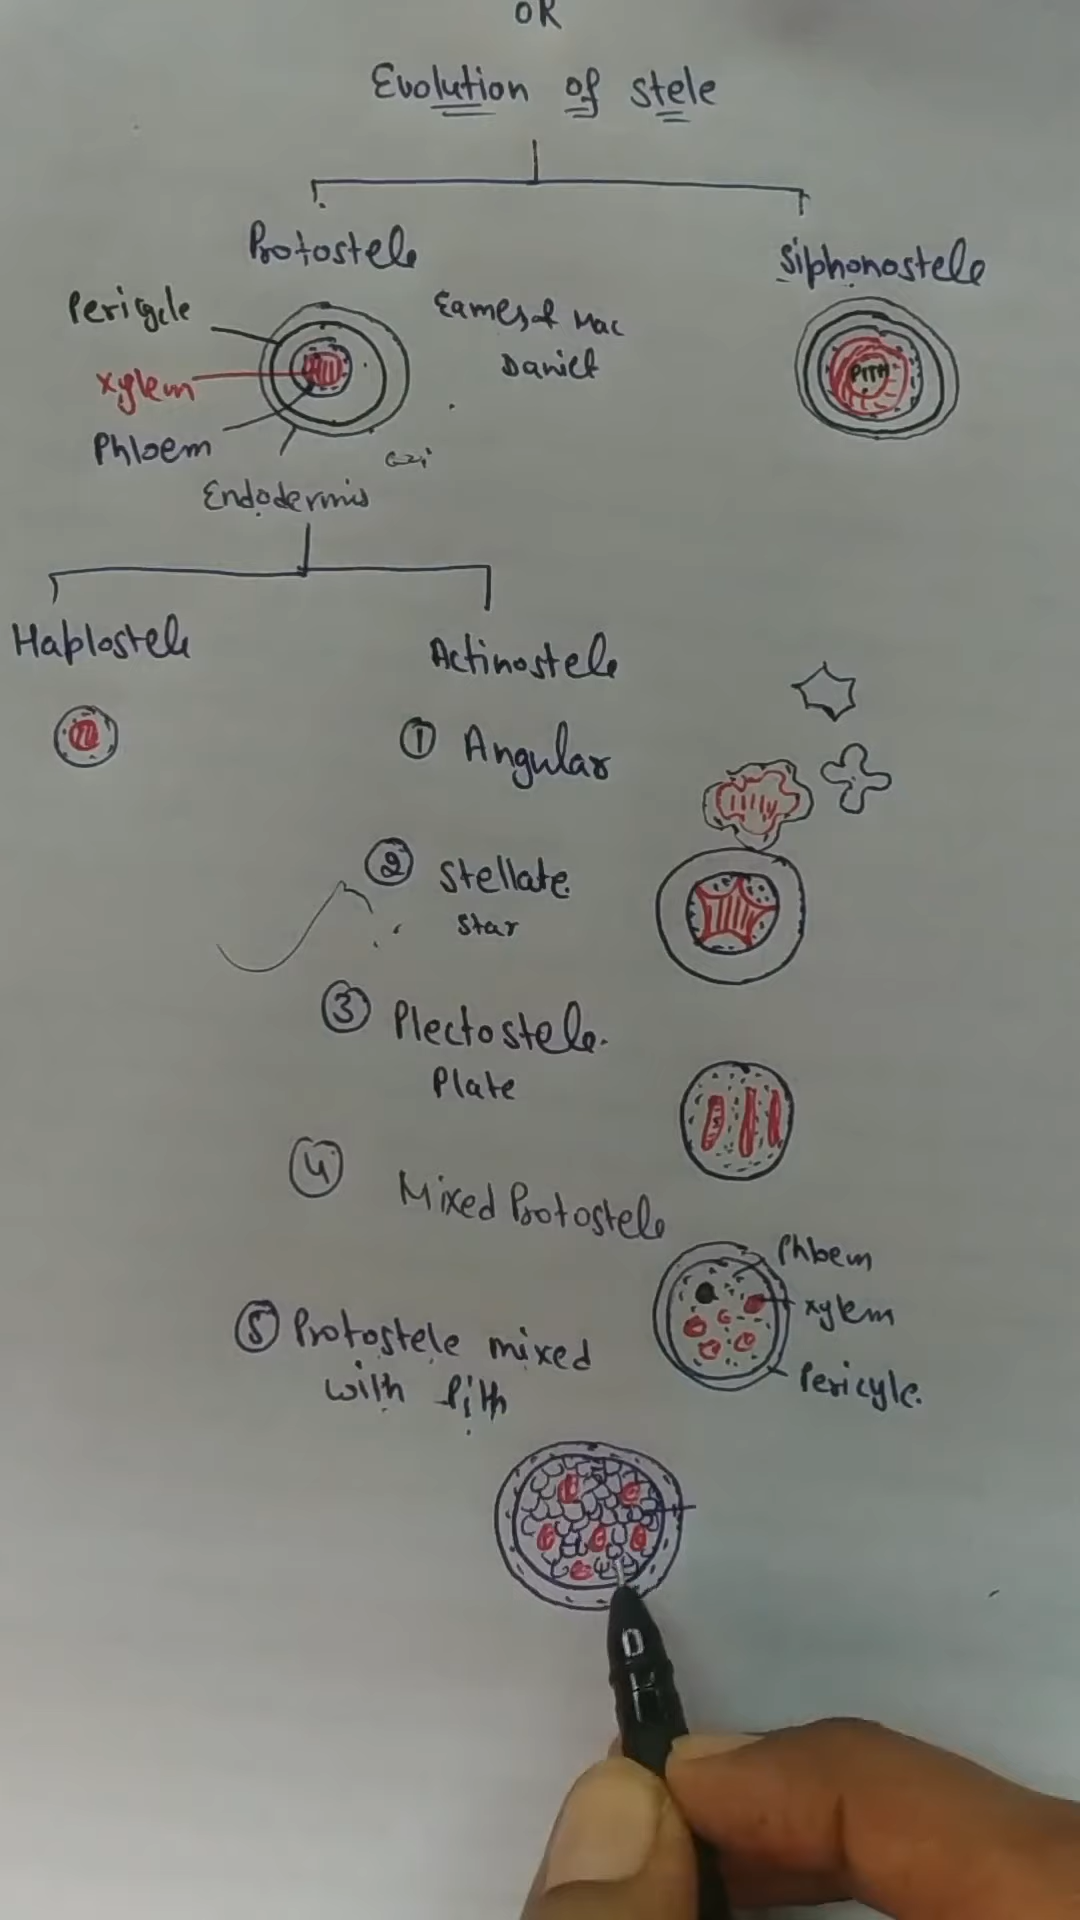 OR
Evolution of stele
Protostele
Siphonostele
Pericycle
Eames & Mac
Daniel
xylem
PITH
Phloem
Endodermis
Haplostele
Actinostele
① Angular
② Stellate
Star
③ Plectostele.
Plate
④ Mixed Protostele
Phloem
xylem
Pericyle.
⑤ Protostele mixed
with Pith